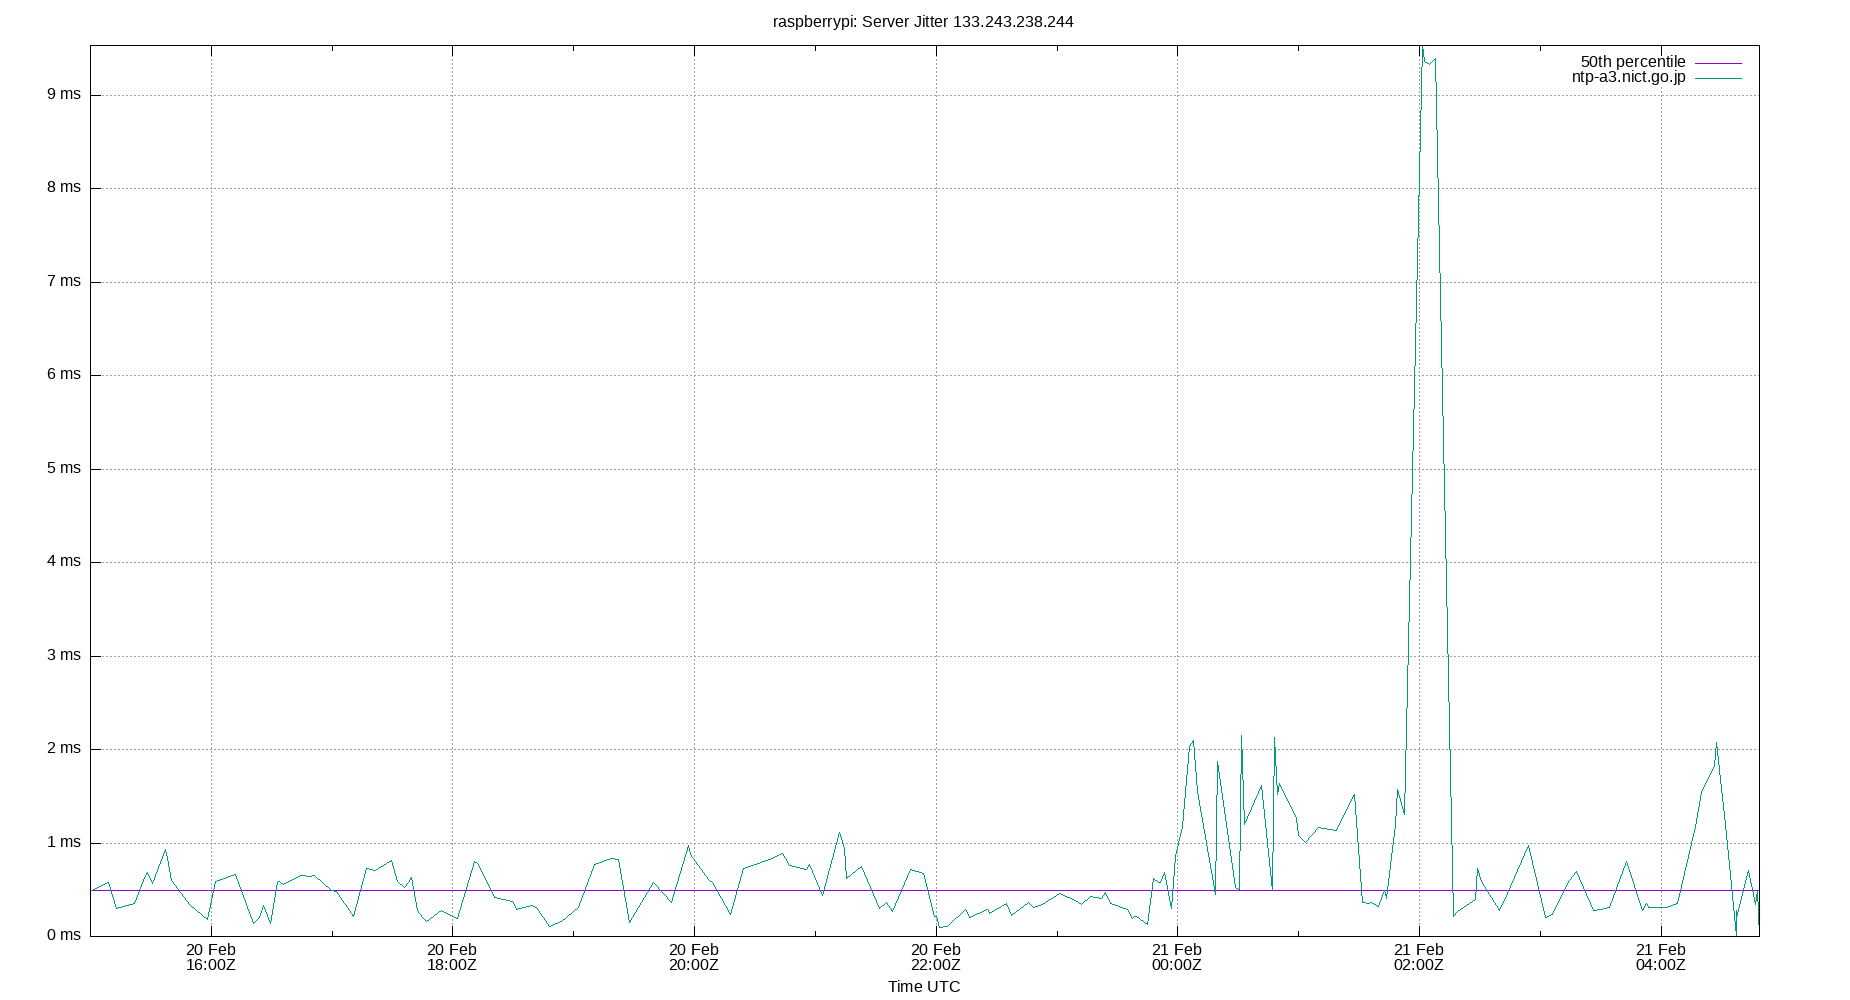 raspberrypi: Server Jitter 133.243.238.244
50th percentile
ntp-a3.nict.go.jp
9 ms
8 ms
7 ms
6 ms
5 ms
4 ms
3 ms
2 ms
1 ms
0 ms
20 Feb 20 Feb 20 Feb 20 Feb 21 Feb 21 Feb 21 Feb
16:00Z 18:00Z 20:00Z 22:00Z 00:00Z 02:00Z 04:00Z
Time UTC